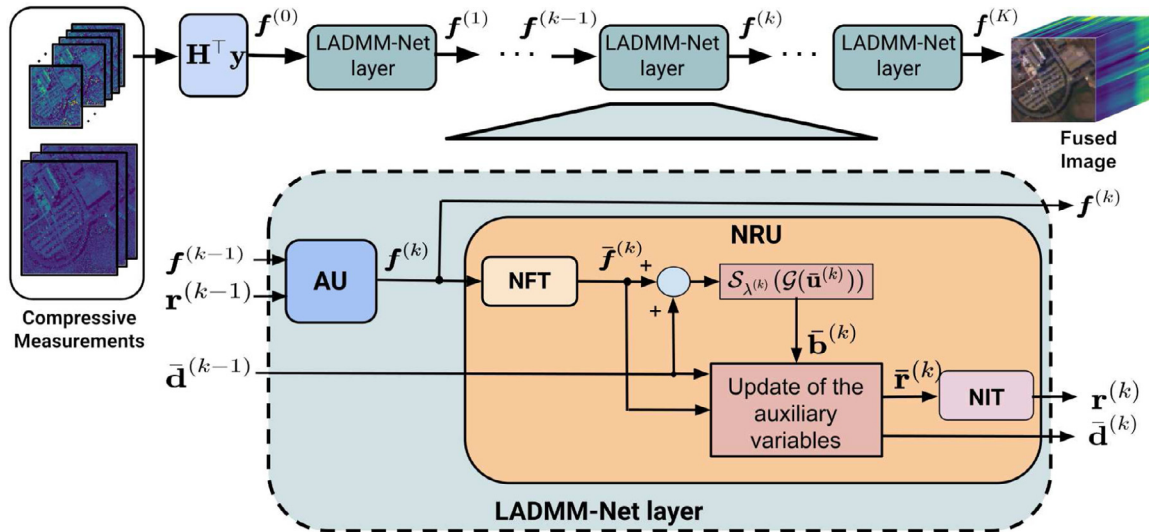 Compressive
Measurements
H⊤y
f^(0)
LADMM-Net
layer
f^(1)
...
f^(k−1)
LADMM-Net
layer
f^(k)
...
LADMM-Net
layer
f^(K)
Fused
Image
f^(k−1)
r^(k−1)
d̄^(k−1)
AU
f^(k)
NRU
NFT
f̄^(k)
+
+
S_λ^(k)(G(ū^(k)))
b̄^(k)
Update of the
auxiliary
variables
r̄^(k)
NIT
f^(k)
r^(k)
d̄^(k)
LADMM-Net layer